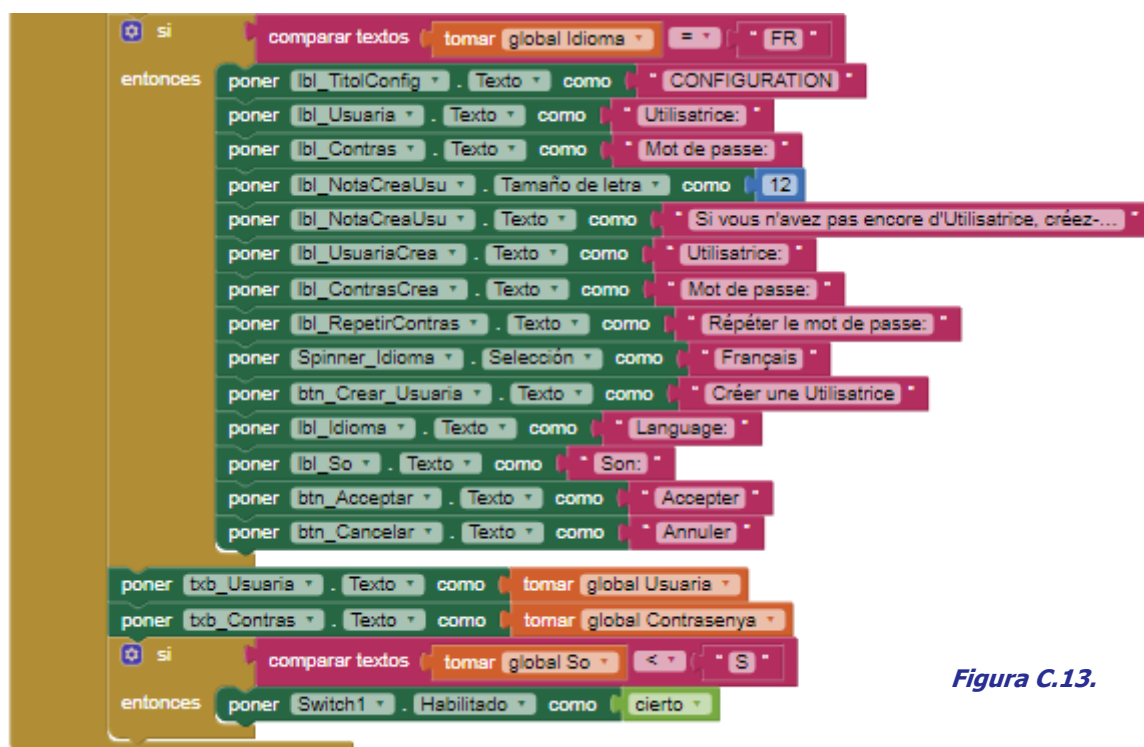 si comparar textos tomar global Idioma = " FR "
entonces poner lbl_TitolConfig . Texto como " CONFIGURATION "
poner lbl_Usuaria . Texto como " Utilisatrice: "
poner lbl_Contras . Texto como " Mot de passe: "
poner lbl_NotaCreaUsu . Tamaño de letra como 12
poner lbl_NotaCreaUsu . Texto como " Si vous n'avez pas encore d'Utilisatrice, créez-... "
poner lbl_UsuariaCrea . Texto como " Utilisatrice: "
poner lbl_ContrasCrea . Texto como " Mot de passe: "
poner lbl_RepetirContras . Texto como " Répéter le mot de passe: "
poner Spinner_Idioma . Selección como " Français "
poner btn_Crear_Usuaria . Texto como " Créer une Utilisatrice "
poner lbl_Idioma . Texto como " Language: "
poner lbl_So . Texto como " Son: "
poner btn_Acceptar . Texto como " Accepter "
poner btn_Cancelar . Texto como " Annuler "
poner txb_Usuaria . Texto como tomar global Usuaria
poner txb_Contras . Texto como tomar global Contrasenya
si comparar textos tomar global So < " S "
entonces poner Switch1 . Habilitado como cierto
Figura C.13.